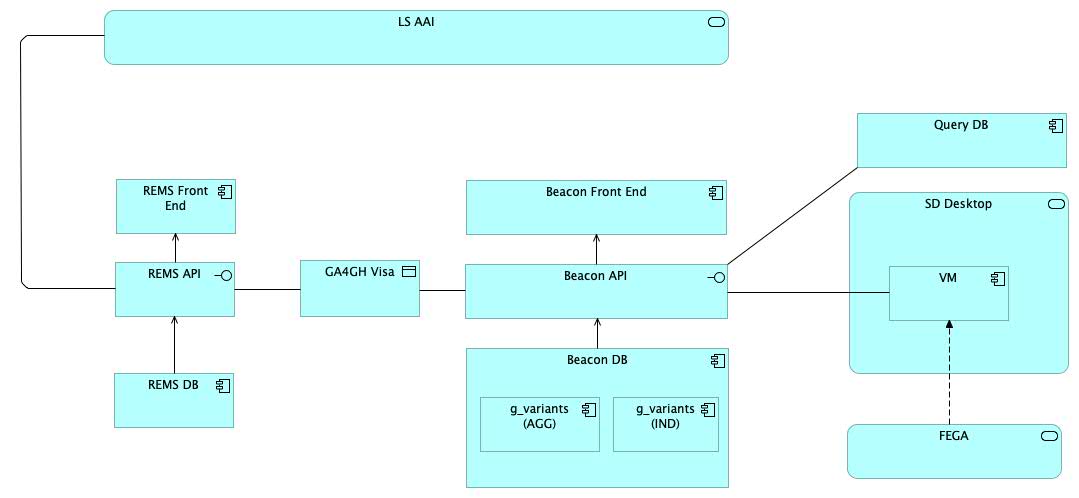 LS AAI
Query DB
REMS Front
End
Beacon Front End
SD Desktop
REMS API
GA4GH Visa
Beacon API
VM
Beacon DB
REMS DB
g_variants
(AGG)
g_variants
(IND)
FEGA